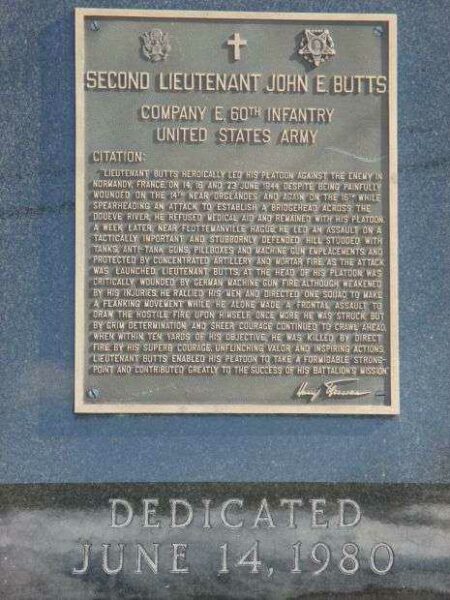 SECOND LIEUTENANT JOHN E. BUTTS
COMPANY E, 60TH INFANTRY
UNITED STATES ARMY
CITATION:
LIEUTENANT BUTTS HEROICALLY LED HIS PLATOON AGAINST THE ENEMY IN
NORMANDY, FRANCE, ON 14, 16 AND 23 JUNE 1944. DESPITE BEING PAINFULLY
WOUNDED ON THE 14TH NEAR ORGLANDES AND AGAIN ON THE 16TH WHILE
SPEARHEADING AN ATTACK TO ESTABLISH A BRIDGEHEAD ACROSS THE
DOUEVE RIVER, HE REFUSED MEDICAL AID AND REMAINED WITH HIS PLATOON.
A WEEK LATER, NEAR FLOTTEMANVILLE HAGUE, HE LED AN ASSAULT ON A
TACTICALLY IMPORTANT AND STUBBORNLY DEFENDED HILL STUDDED WITH
TANKS, ANTI-TANK GUNS, PILLBOXES AND MACHINE GUN EMPLACEMENTS, AND
PROTECTED BY CONCENTRATED ARTILLERY AND MORTAR FIRE. AS THE ATTACK
WAS LAUNCHED, LIEUTENANT BUTTS, AT THE HEAD OF HIS PLATOON, WAS
CRITICALLY WOUNDED BY GERMAN MACHINE GUN FIRE. ALTHOUGH WEAKENED
BY HIS INJURIES, HE RALLIED HIS MEN AND DIRECTED ONE SQUAD TO MAKE
A FLANKING MOVEMENT WHILE HE ALONE MADE A FRONTAL ASSAULT TO
DRAW THE HOSTILE FIRE UPON HIMSELF. ONCE MORE HE WAS STRUCK, BUT
BY GRIM DETERMINATION AND SHEER COURAGE CONTINUED TO CRAWL AHEAD.
WHEN WITHIN TEN YARDS OF HIS OBJECTIVE, HE WAS KILLED BY DIRECT
FIRE. BY HIS SUPERB COURAGE, UNFLINCHING VALOR AND INSPIRING ACTIONS,
LIEUTENANT BUTTS ENABLED HIS PLATOON TO TAKE A FORMIDABLE STRONG-
POINT AND CONTRIBUTED GREATLY TO THE SUCCESS OF HIS BATTALION'S MISSION.
DEDICATED
JUNE 14, 1980